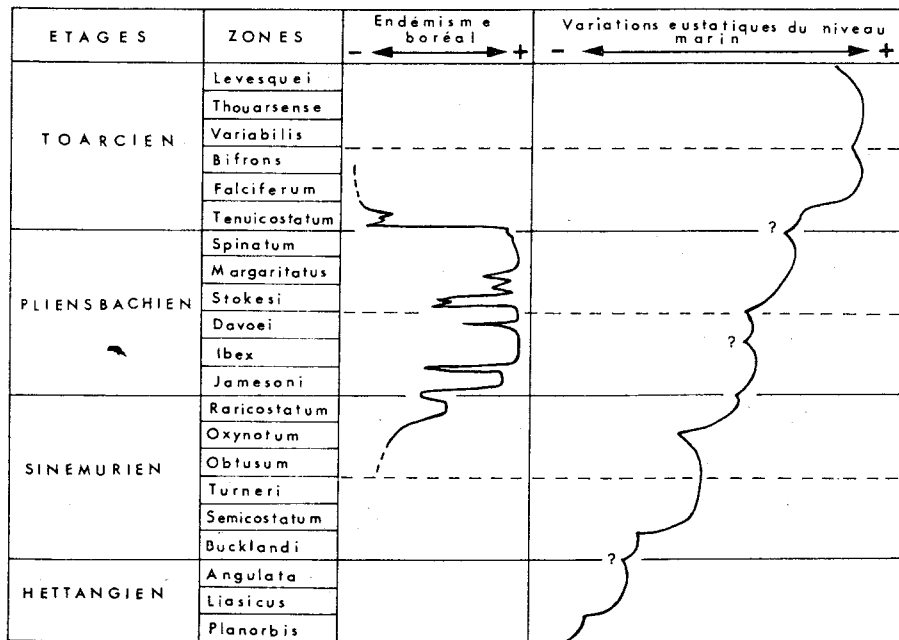 ETAGES
ZONES
Endémisme
boréal
- +
Variations eustatiques du niveau
marin
- +
TOARCIEN
Levesquei
Thouarsense
Variabilis
Bifrons
Falciferum
Tenuicostatum
?
PLIENSBACHIEN
Spinatum
Margaritatus
Stokesi
Davoei
Ibex
Jamesoni
?
SINEMURIEN
Raricostatum
Oxynotum
Obtusum
Turneri
Semicostatum
Bucklandi
?
HETTANGIEN
Angulata
Liasicus
Planorbis